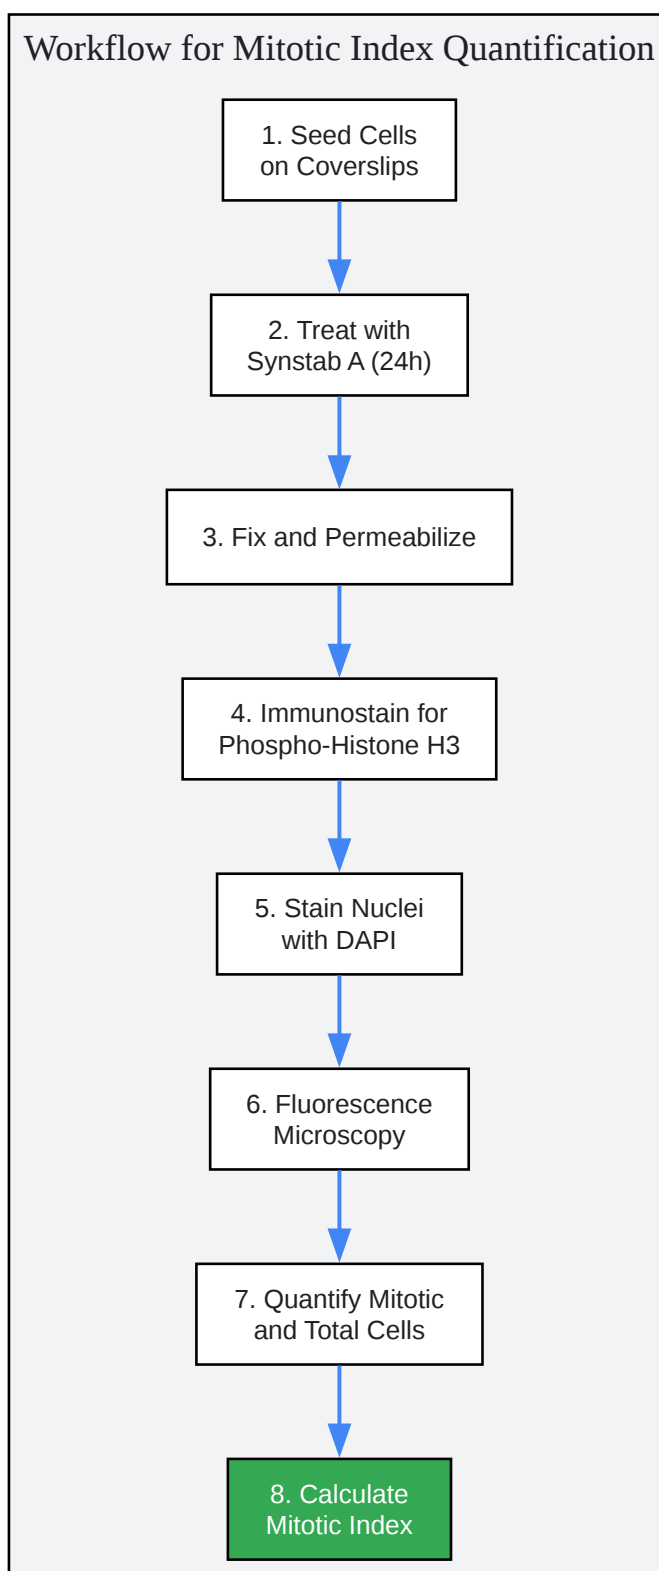 Workflow for Mitotic Index Quantification
1. Seed Cells
on Coverslips
2. Treat with
Synstab A (24h)
3. Fix and Permeabilize
4. Immunostain for
Phospho-Histone H3
5. Stain Nuclei
with DAPI
6. Fluorescence
Microscopy
7. Quantify Mitotic
and Total Cells
8. Calculate
Mitotic Index